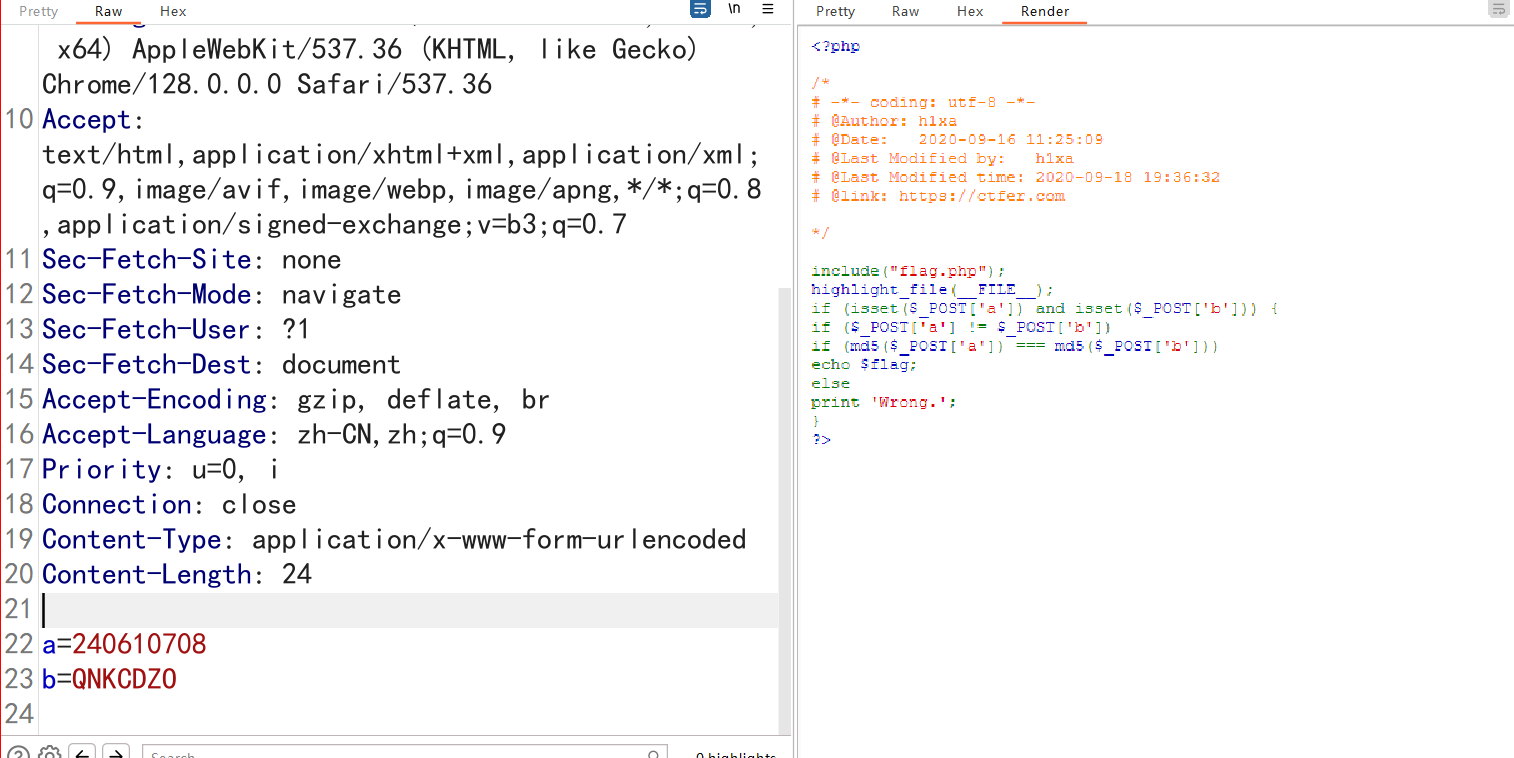 Pretty Raw Hex \n
x64) AppleWebKit/537.36 (KHTML, like Gecko)
Chrome/128.0.0.0 Safari/537.36
10 Accept:
text/html,application/xhtml+xml,application/xml;
q=0.9,image/avif,image/webp,image/apng,*/*;q=0.8
,application/signed-exchange;v=b3;q=0.7
11 Sec-Fetch-Site: none
12 Sec-Fetch-Mode: navigate
13 Sec-Fetch-User: ?1
14 Sec-Fetch-Dest: document
15 Accept-Encoding: gzip, deflate, br
16 Accept-Language: zh-CN,zh;q=0.9
17 Priority: u=0, i
18 Connection: close
19 Content-Type: application/x-www-form-urlencoded
20 Content-Length: 24
21
22 a=240610708
23 b=QNKCDZO
24
Search
0 highlights
Pretty Raw Hex Render
<?php
/*
# -*- coding: utf-8 -*-
# @Author: h1xa
# @Date:   2020-09-16 11:25:09
# @Last Modified by:   h1xa
# @Last Modified time: 2020-09-18 19:36:32
# @link: https://ctfer.com
*/
include("flag.php");
highlight_file(__FILE__);
if (isset($_POST['a']) and isset($_POST['b'])) {
if ($_POST['a'] != $_POST['b'])
if (md5($_POST['a']) === md5($_POST['b']))
echo $flag;
else
print 'Wrong.';
}
?>